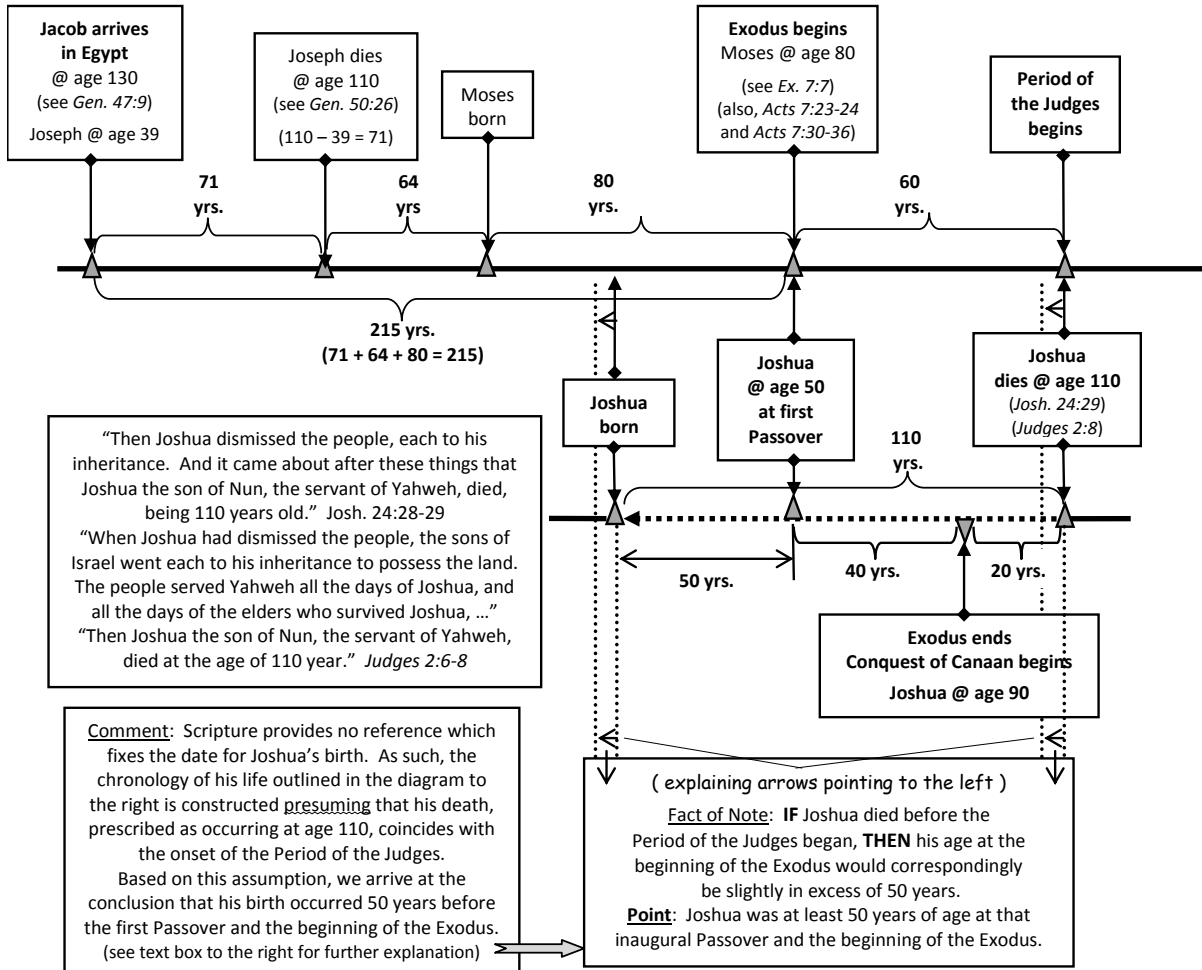 Jacob arrives
in Egypt
@ age 130
(see Gen. 47:9)
Joseph @ age 39
Joseph dies
@ age 110
(see Gen. 50:26)
(110 – 39 = 71)
Moses
born
Exodus begins
Moses @ age 80
(see Ex. 7:7)
(also, Acts 7:23-24
and Acts 7:30-36)
Period of
the Judges
begins
71
yrs.
64
yrs
80
yrs.
60
yrs.
215 yrs.
(71 + 64 + 80 = 215)
Joshua
born
Joshua
@ age 50
at first
Passover
Joshua
dies @ age 110
(Josh. 24:29)
(Judges 2:8)
110
yrs.
50 yrs.
40 yrs.
20 yrs.
Exodus ends
Conquest of Canaan begins
Joshua @ age 90
“Then Joshua dismissed the people, each to his
inheritance. And it came about after these things that
Joshua the son of Nun, the servant of Yahweh, died,
being 110 years old.” Josh. 24:28-29
“When Joshua had dismissed the people, the sons of
Israel went each to his inheritance to possess the land.
The people served Yahweh all the days of Joshua, and
all the days of the elders who survived Joshua, …”
“Then Joshua the son of Nun, the servant of Yahweh,
died at the age of 110 year.” Judges 2:6-8
Comment: Scripture provides no reference which
fixes the date for Joshua’s birth. As such, the
chronology of his life outlined in the diagram to
the right is constructed presuming that his death,
prescribed as occurring at age 110, coincides with
the onset of the Period of the Judges.
Based on this assumption, we arrive at the
conclusion that his birth occurred 50 years before
the first Passover and the beginning of the Exodus.
(see text box to the right for further explanation)
( explaining arrows pointing to the left )
Fact of Note: IF Joshua died before the
Period of the Judges began, THEN his age at the
beginning of the Exodus would correspondingly
be slightly in excess of 50 years.
Point: Joshua was at least 50 years of age at that
inaugural Passover and the beginning of the Exodus.